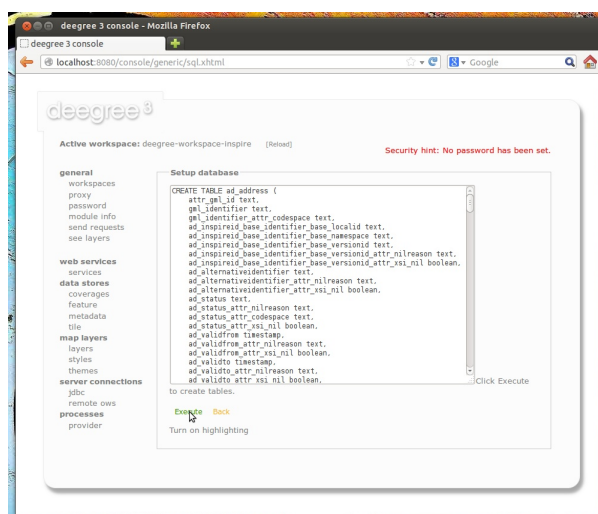 deegree 3 console - Mozilla Firefox
deegree 3 console
localhost:8080/console/generic/sql.xhtml
Google
deegree 3
Active workspace: deegree-workspace-inspire [Reload]
Security hint: No password has been set.
general
workspaces
proxy
password
module info
send requests
see layers
web services
services
data stores
coverages
feature
metadata
tile
map layers
layers
styles
themes
server connections
jdbc
remote ows
processes
provider
Setup database
CREATE TABLE ad_address (
attr_gml_id text,
gml_identifier text,
gml_identifier_attr_codespace text,
ad_inspireid_base_identifier_base_localid text,
ad_inspireid_base_identifier_base_namespace text,
ad_inspireid_base_identifier_base_versionid text,
ad_inspireid_base_identifier_base_versionid_attr_nilreason text,
ad_inspireid_base_identifier_base_versionid_attr_xsi_nil boolean,
ad_alternativeidentifier text,
ad_alternativeidentifier_attr_nilreason text,
ad_alternativeidentifier_attr_xsi_nil boolean,
ad_status text,
ad_status_attr_nilreason text,
ad_status_attr_codespace text,
ad_status_attr_xsi_nil boolean,
ad_validfrom timestamp,
ad_validfrom_attr_nilreason text,
ad_validfrom_attr_xsi_nil boolean,
ad_validto timestamp,
ad_validto_attr_nilreason text,
ad_validto_attr_xsi_nil boolean,
Click Execute
to create tables.
Execute Back
Turn on highlighting